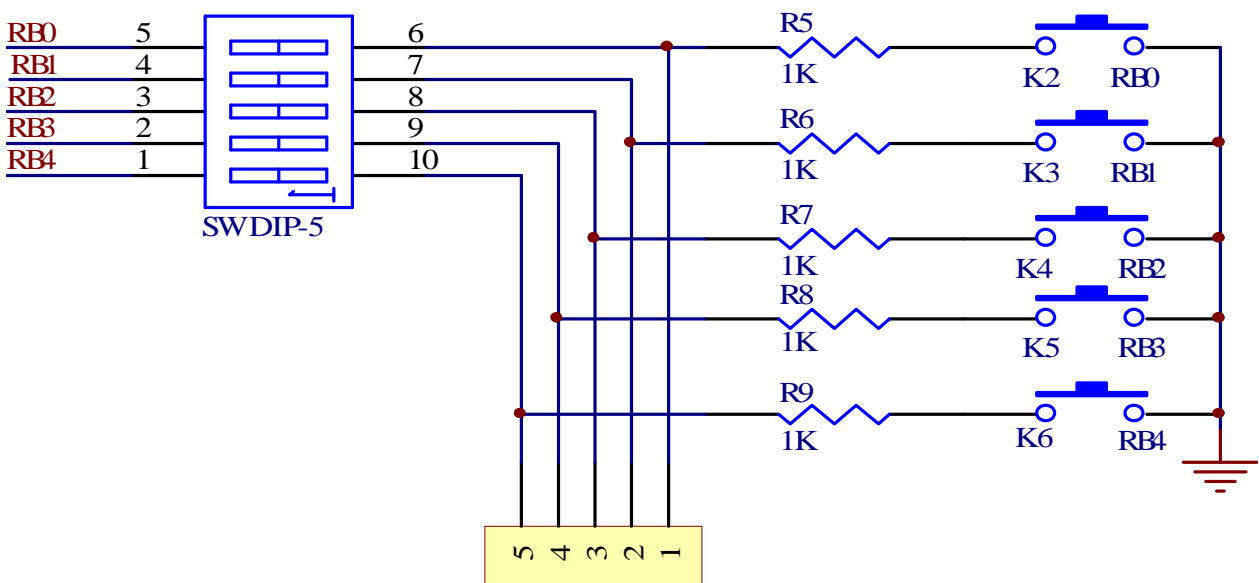 RB0 5 6
RB1 4 7
RB2 3 8
RB3 2 9
RB4 1 10
SWDIP-5
R5
1K K2 RB0
R6
1K K3 RB1
R7
1K K4 RB2
R8
1K K5 RB3
R9
1K K6 RB4
5 4 3 2 1